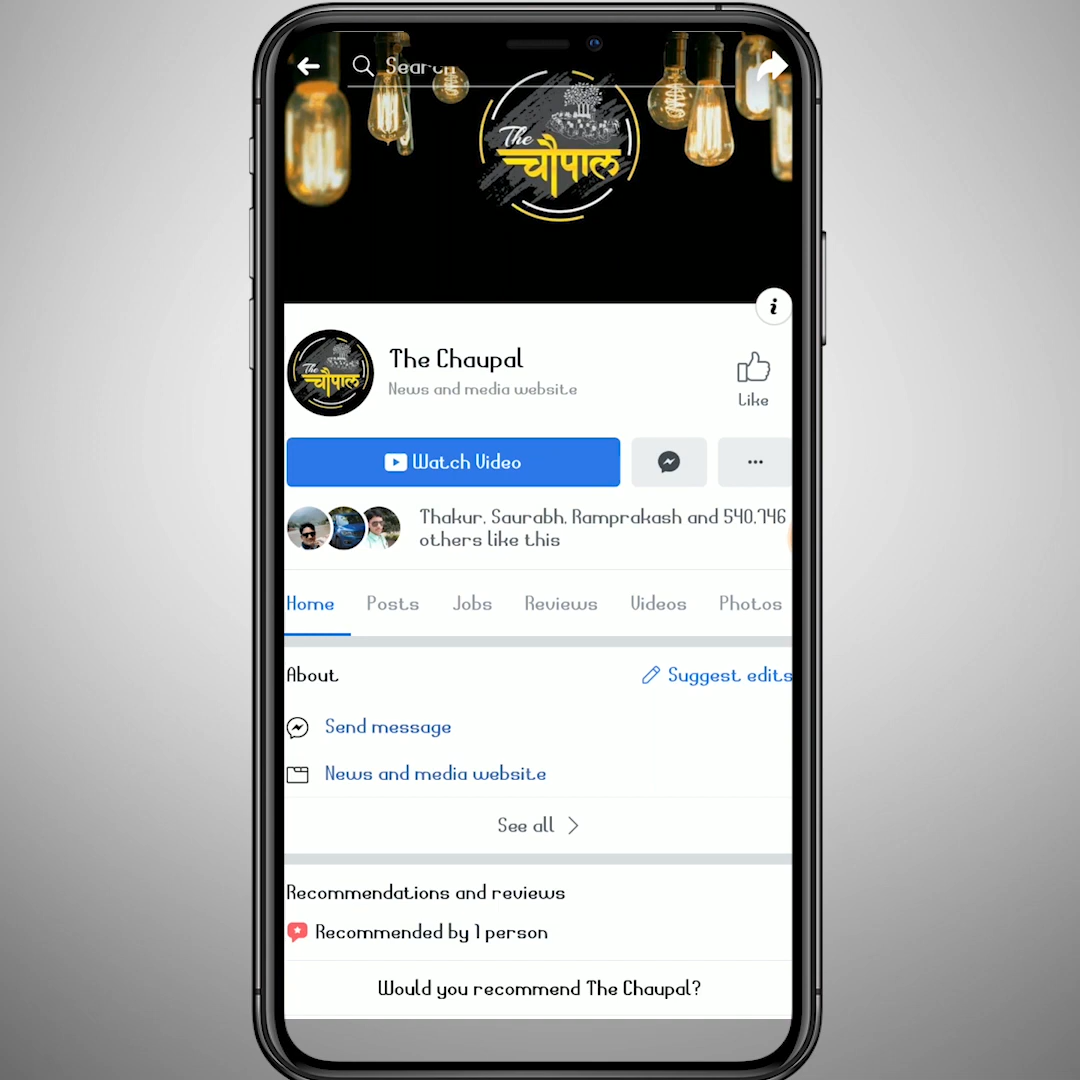 Search
The
चौपाल
The
चौपाल
The Chaupal
News and media website
Like
Watch Video
Thakur, Saurabh, Ramprakash and 540,746
others like this
Home Posts Jobs Reviews Videos Photos
About
Suggest edits
Send message
News and media website
See all
Recommendations and reviews
Recommended by 1 person
Would you recommend The Chaupal?